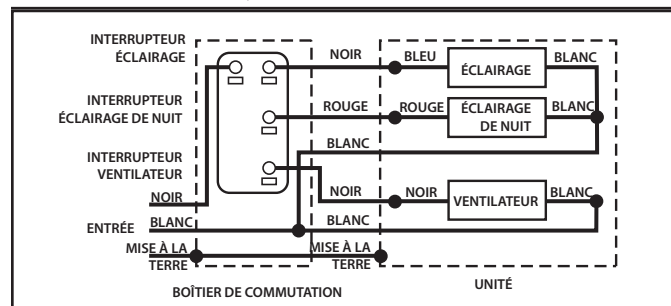 INTERRUPTEUR
ÉCLAIRAGE
NOIR
BLEU
ÉCLAIRAGE
BLANC
INTERRUPTEUR
ÉCLAIRAGE DE NUIT
ROUGE
ROUGE
ÉCLAIRAGE
DE NUIT
BLANC
BLANC
INTERRUPTEUR
VENTILATEUR
NOIR
NOIR
NOIR
VENTILATEUR
BLANC
ENTRÉE
BLANC
BLANC
MISE À LA
TERRE
MISE À LA
TERRE
BOÎTIER DE COMMUTATION
UNITÉ